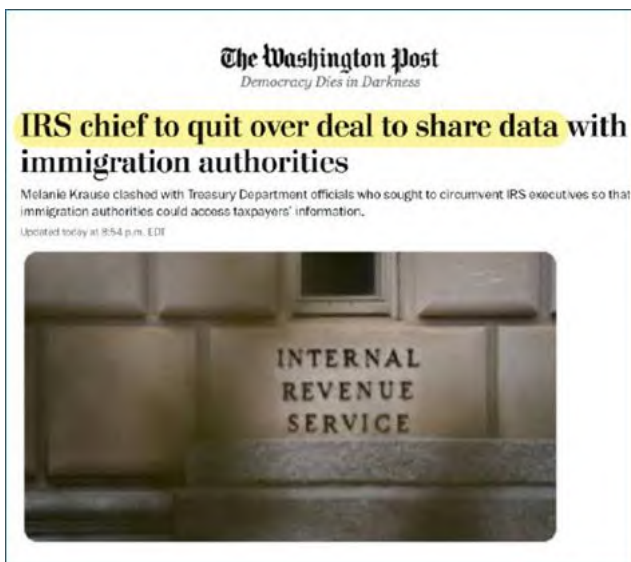 The Washington Post
Democracy Dies in Darkness
IRS chief to quit over deal to share data with
immigration authorities
Melanie Krause clashed with Treasury Department officials who sought to circumvent IRS executives so that
immigration authorities could access taxpayers' information.
Updated today at 8:54 p.m. EDT
INTERNAL
REVENUE
SERVICE